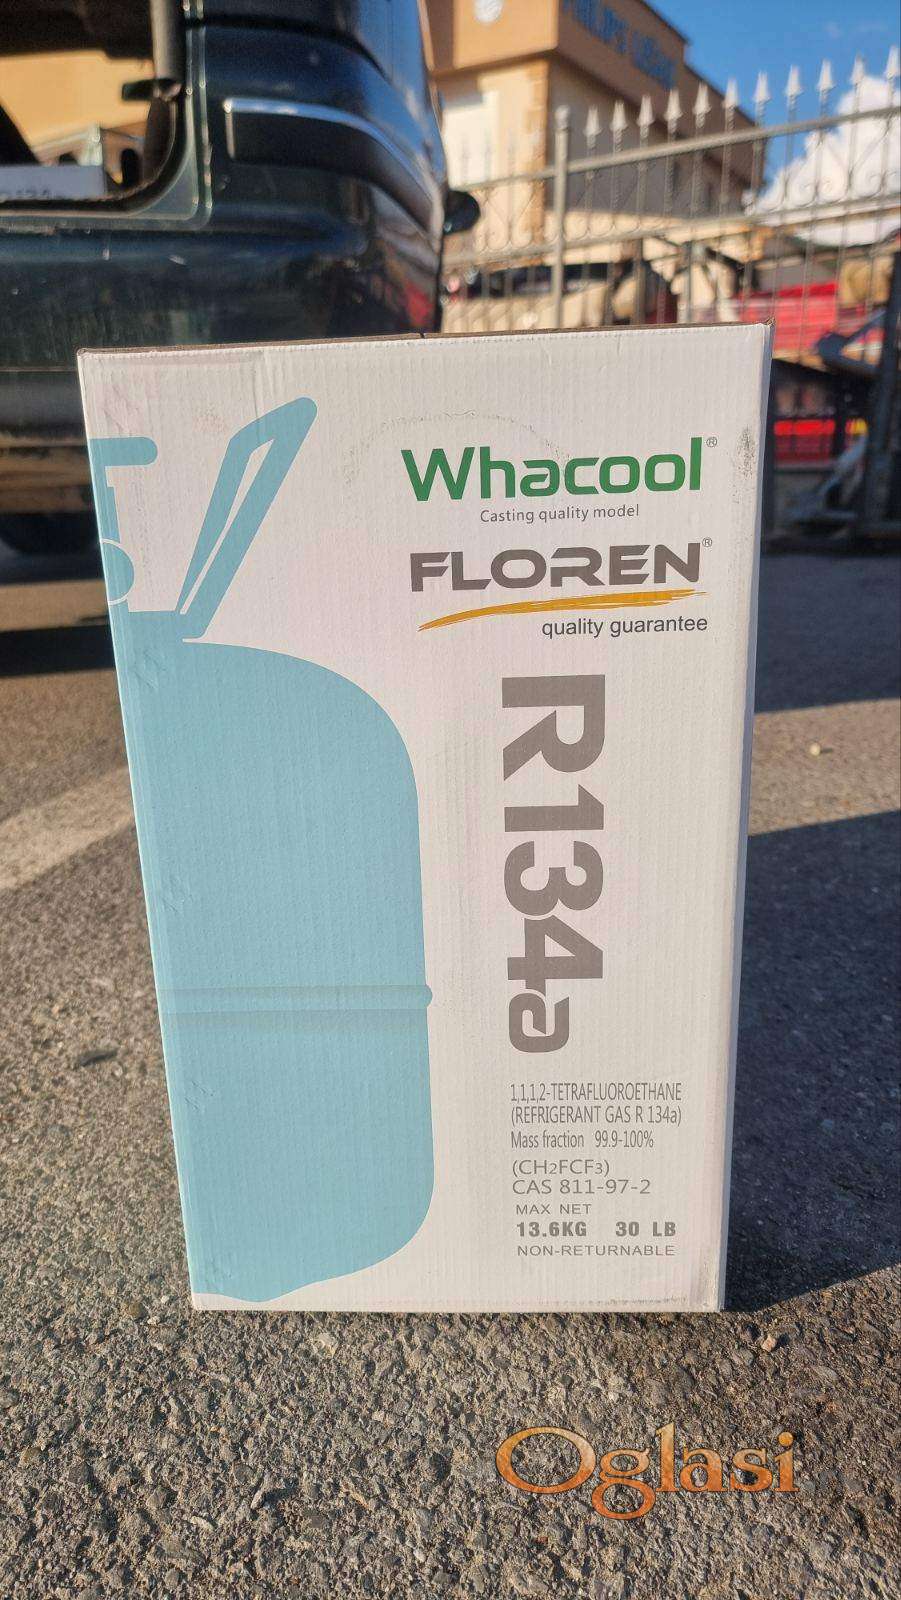 Whacool®
Casting quality model
FLOREN®
quality guarantee
R134a
1,1,1,2-TETRAFLUOROETHANE
(REFRIGERANT GAS R 134a)
Mass fraction 99.9-100%
(CH₂FCF₃)
CAS 811-97-2
MAX NET
13.6KG 30 LB
NON-RETURNABLE
Oglasi